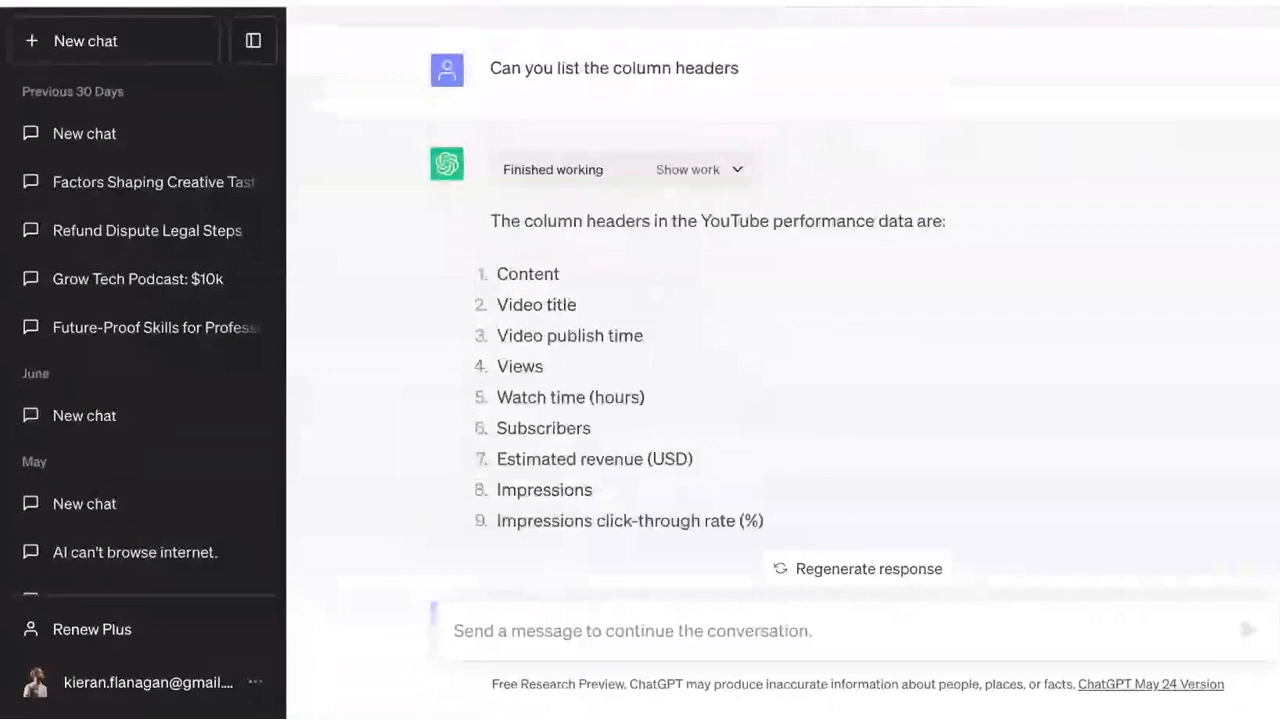 New chat
Previous 30 Days
New chat
Factors Shaping Creative Tast
Refund Dispute Legal Steps
Grow Tech Podcast: $10k
Future-Proof Skills for Profess
June
New chat
May
New chat
AI can't browse internet.
Renew Plus
kieran.flanagan@gmail....
Can you list the column headers
Finished working Show work
The column headers in the YouTube performance data are:
1. Content
2. Video title
3. Video publish time
4. Views
5. Watch time (hours)
6. Subscribers
7. Estimated revenue (USD)
8. Impressions
9. Impressions click-through rate (%)
Regenerate response
Send a message to continue the conversation.
Free Research Preview. ChatGPT may produce inaccurate information about people, places, or facts. ChatGPT May 24 Version